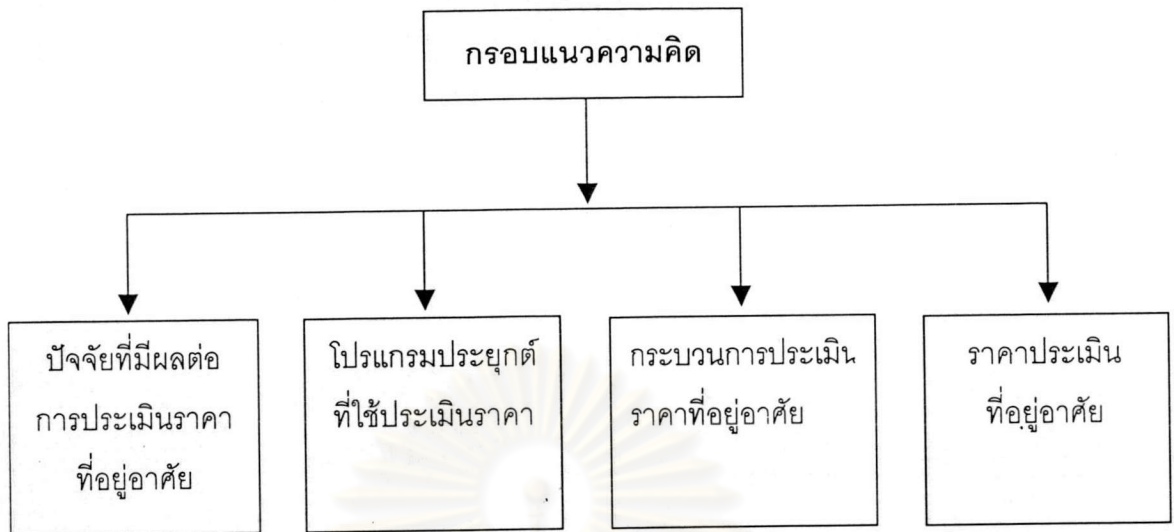 กรอบแนวความคิด
ปัจจัยที่มีผลต่อ
การประเมินราคา
ที่อยู่อาศัย
โปรแกรมประยุกต์
ที่ใช้ประเมินราคา
กระบวนการประเมิน
ราคาที่อยู่อาศัย
ราคาประเมิน
ที่อยู่อาศัย